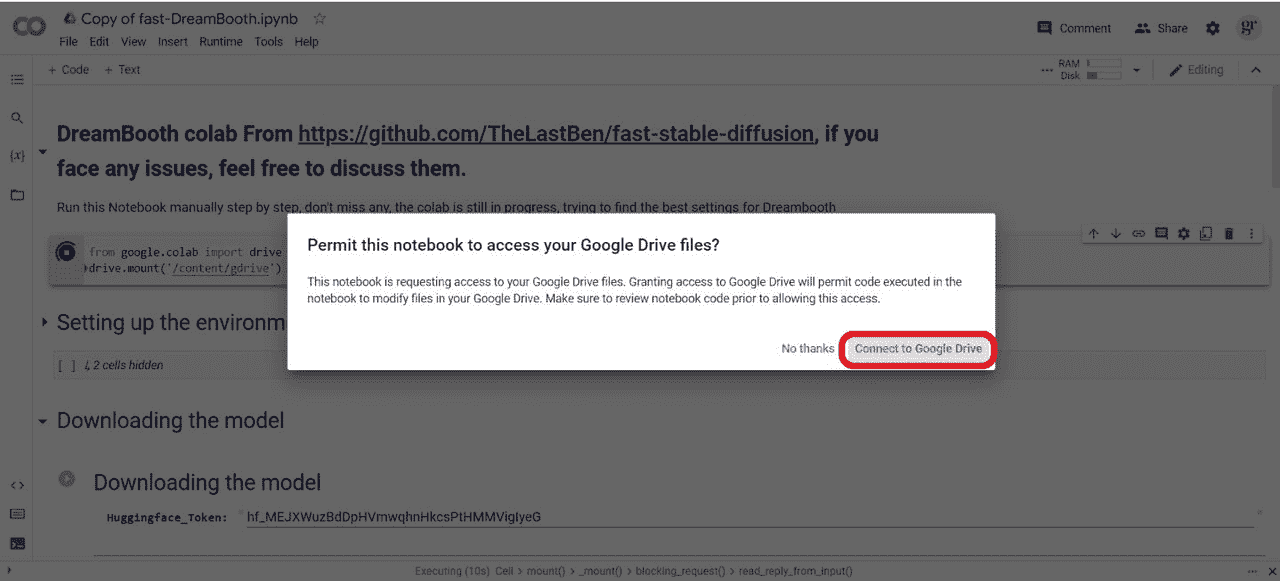 Copy of fast-DreamBooth.ipynb
File Edit View Insert Runtime Tools Help
Comment Share gr
+ Code + Text
RAM
Disk
Editing
DreamBooth colab From https://github.com/TheLastBen/fast-stable-diffusion, if you
face any issues, feel free to discuss them.
Run this Notebook manually step by step, don't miss any, the colab is still in progress, trying to find the best settings for Dreambooth
from google.colab import drive
drive.mount('/content/gdrive')
Permit this notebook to access your Google Drive files?
This notebook is requesting access to your Google Drive files. Granting access to Google Drive will permit code executed in the
notebook to modify files in your Google Drive. Make sure to review notebook code prior to allowing this access.
No thanks Connect to Google Drive
Setting up the environm
[ ] ↳ 2 cells hidden
Downloading the model
Downloading the model
Huggingface_Token: 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
Executing (10s) Cell > mount() > _mount() > blocking_request() > read_reply_from_input()